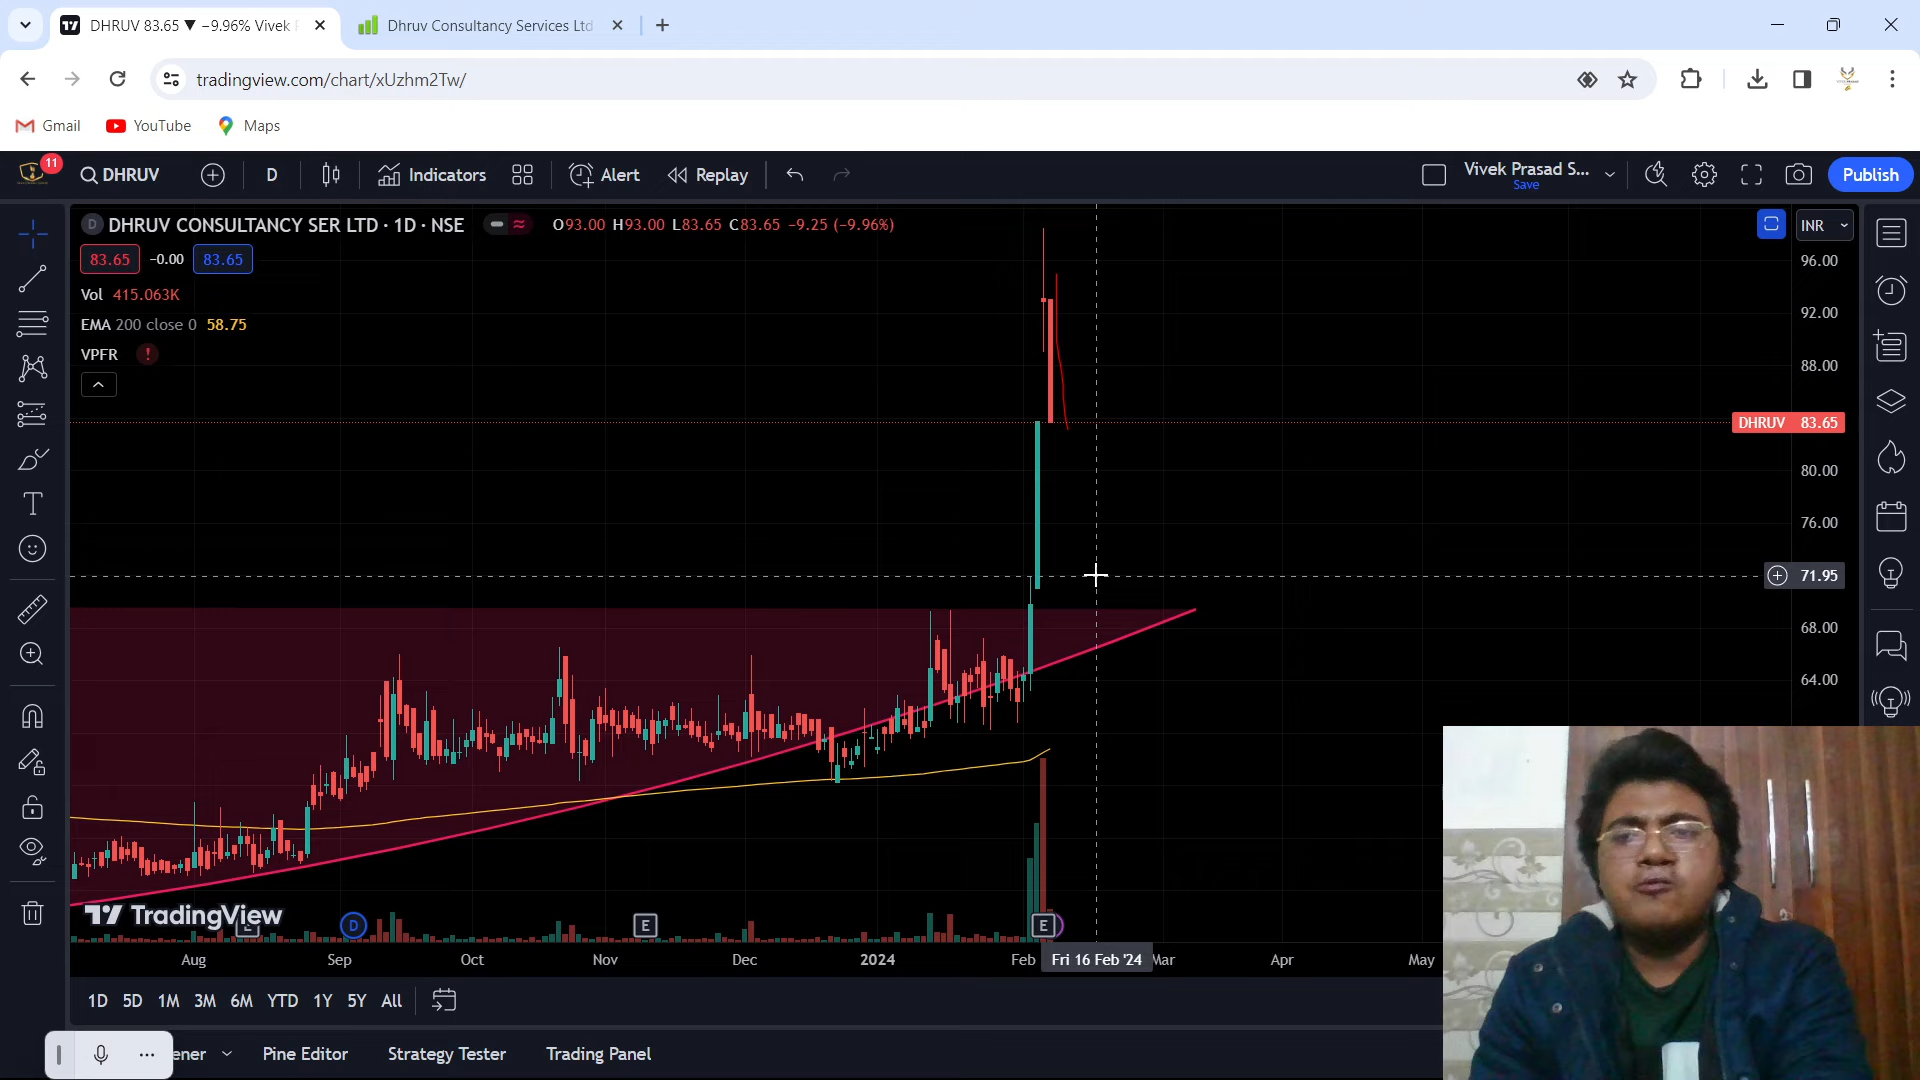 DHRUV 83.65 ▼ −9.96% Vivek
Dhruv Consultancy Services Ltd
tradingview.com/chart/xUzhm2Tw/
Gmail
YouTube
Maps
11
DHRUV
D
Indicators
Alert
Replay
Vivek Prasad S...
Save
Publish
D DHRUV CONSULTANCY SER LTD · 1D · NSE
O93.00 H93.00 L83.65 C83.65 −9.25 (−9.96%)
INR
83.65 −0.00 83.65
Vol 415.063K
EMA 200 close 0 58.75
VPFR !
96.00
92.00
88.00
DHRUV 83.65
80.00
76.00
71.95
68.00
64.00
TradingView
E
D
E
E
Aug
Sep
Oct
Nov
Dec
2024
Feb
Fri 16 Feb '24
Mar
Apr
May
1D 5D 1M 3M 6M YTD 1Y 5Y All
ener
Pine Editor
Strategy Tester
Trading Panel